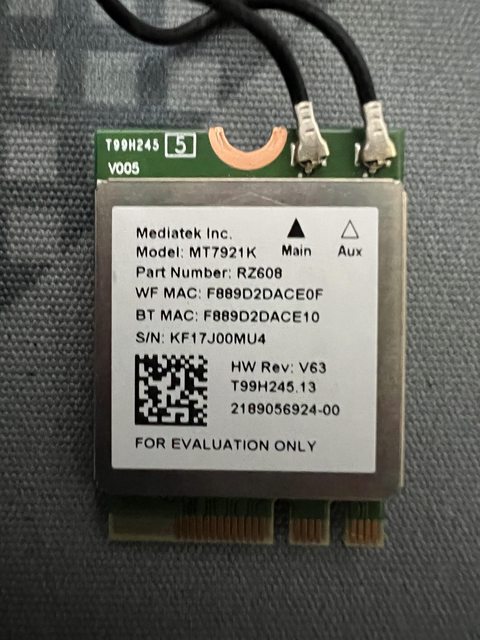 T99H245 5
V005
Mediatek Inc.
Model: MT7921K
Main Aux
Part Number: RZ608
WF MAC: F889D2DACE0F
BT MAC: F889D2DACE10
S/N: KF17J00MU4
HW Rev: V63
T99H245.13
2189056924-00
FOR EVALUATION ONLY